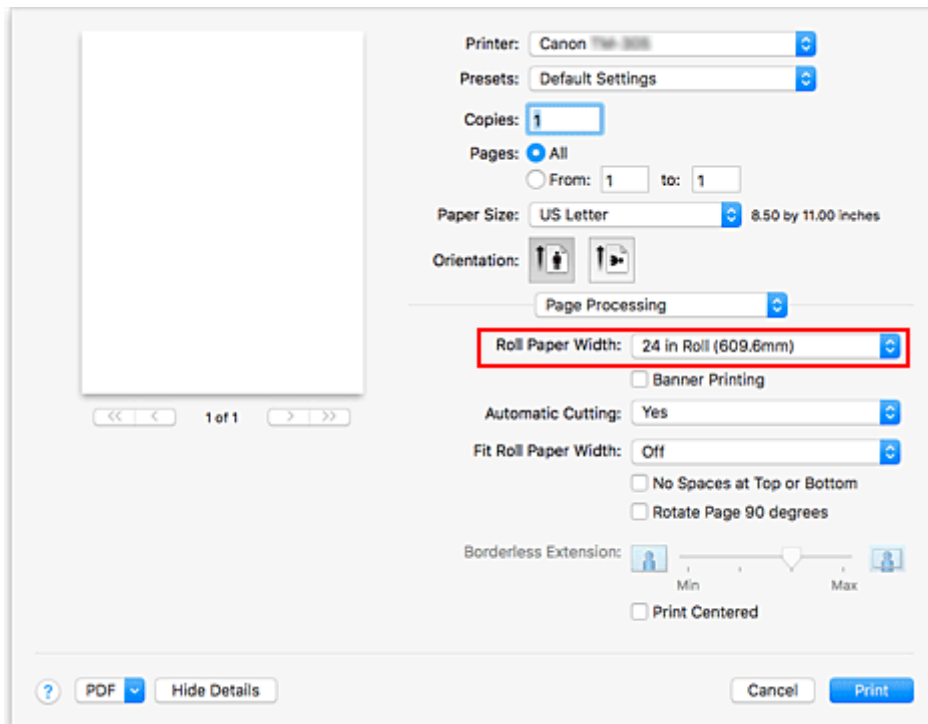 Printer: Canon
Presets: Default Settings
Copies: 1
Pages: All
From: 1 to: 1
Paper Size: US Letter 8.50 by 11.00 inches
Orientation:
Page Processing
Roll Paper Width: 24 in Roll (609.6mm)
Banner Printing
1 of 1
Automatic Cutting: Yes
Fit Roll Paper Width: Off
No Spaces at Top or Bottom
Rotate Page 90 degrees
Borderless Extension:
Min Max
Print Centered
? PDF Hide Details Cancel Print